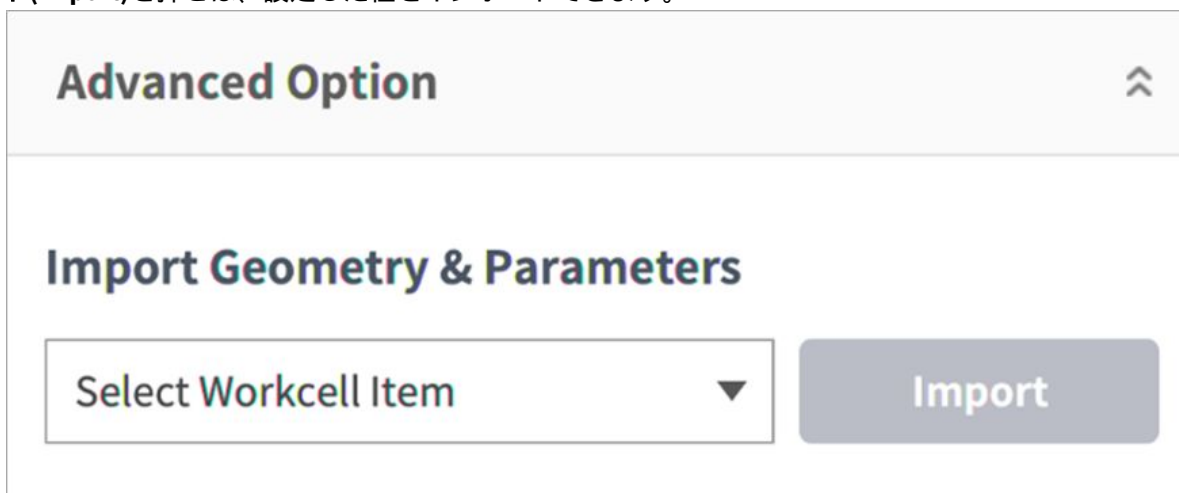 Advanced Option
Import Geometry & Parameters
Select Workcell Item
Import